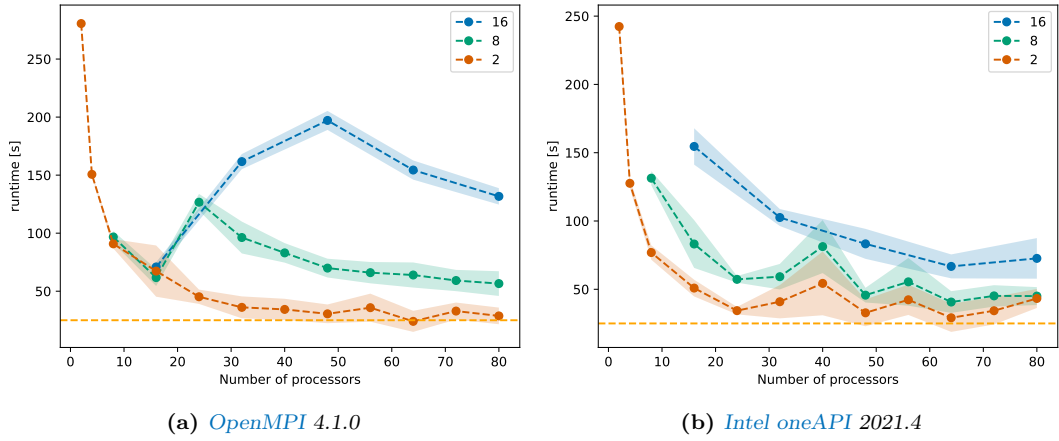 250
200
150
100
50
runtime [s]
0 10 20 30 40 50 60 70 80
Number of processors
16
8
2
(a) OpenMPI 4.1.0
250
200
150
100
50
runtime [s]
0 10 20 30 40 50 60 70 80
Number of processors
16
8
2
(b) Intel oneAPI 2021.4